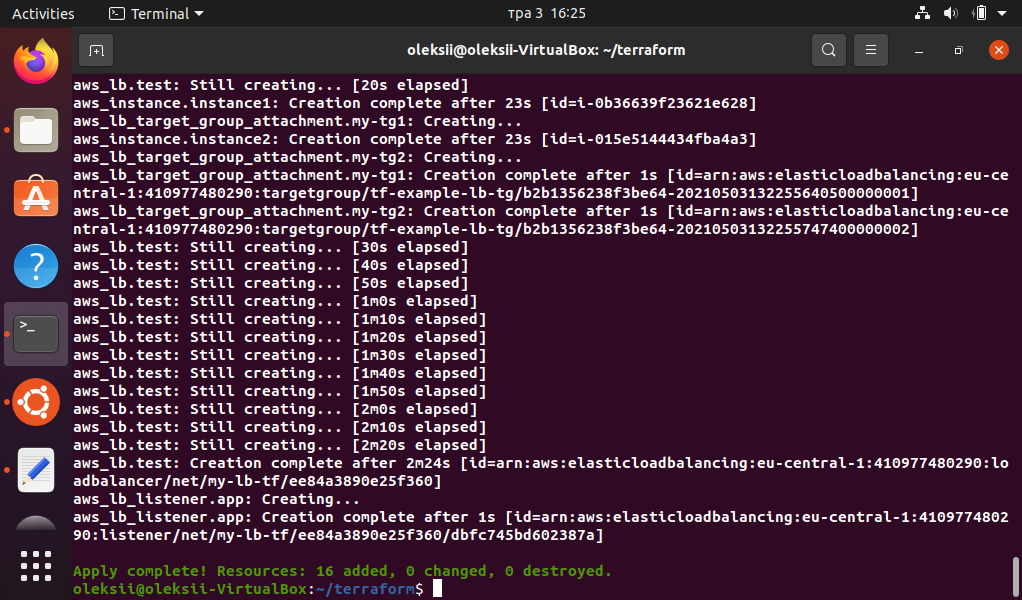 Activities
Terminal
тра 3 16:25
oleksii@oleksii-VirtualBox: ~/terraform
aws_lb.test: Still creating... [20s elapsed]
aws_instance.instance1: Creation complete after 23s [id=i-0b36639f23621e628]
aws_lb_target_group_attachment.my-tg1: Creating...
aws_instance.instance2: Creation complete after 23s [id=i-015e5144434fba4a3]
aws_lb_target_group_attachment.my-tg2: Creating...
aws_lb_target_group_attachment.my-tg1: Creation complete after 1s [id=arn:aws:elasticloadbalancing:eu-ce
ntral-1:410977480290:targetgroup/tf-example-lb-tg/b2b1356238f3be64-20210503132255640500000001]
aws_lb_target_group_attachment.my-tg2: Creation complete after 1s [id=arn:aws:elasticloadbalancing:eu-ce
ntral-1:410977480290:targetgroup/tf-example-lb-tg/b2b1356238f3be64-20210503132255747400000002]
aws_lb.test: Still creating... [30s elapsed]
aws_lb.test: Still creating... [40s elapsed]
aws_lb.test: Still creating... [50s elapsed]
aws_lb.test: Still creating... [1m0s elapsed]
aws_lb.test: Still creating... [1m10s elapsed]
aws_lb.test: Still creating... [1m20s elapsed]
aws_lb.test: Still creating... [1m30s elapsed]
aws_lb.test: Still creating... [1m40s elapsed]
aws_lb.test: Still creating... [1m50s elapsed]
aws_lb.test: Still creating... [2m0s elapsed]
aws_lb.test: Still creating... [2m10s elapsed]
aws_lb.test: Still creating... [2m20s elapsed]
aws_lb.test: Creation complete after 2m24s [id=arn:aws:elasticloadbalancing:eu-central-1:410977480290:lo
adbalancer/net/my-lb-tf/ee84a3890e25f360]
aws_lb_listener.app: Creating...
aws_lb_listener.app: Creation complete after 1s [id=arn:aws:elasticloadbalancing:eu-central-1:4109774802
90:listener/net/my-lb-tf/ee84a3890e25f360/dbfc745bd602387a]
Apply complete! Resources: 16 added, 0 changed, 0 destroyed.
oleksii@oleksii-VirtualBox:~/terraform$